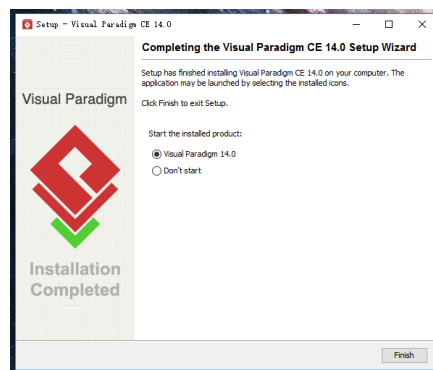 Setup - Visual Paradigm CE 14.0
Completing the Visual Paradigm CE 14.0 Setup Wizard
Setup has finished installing Visual Paradigm CE 14.0 on your computer. The
application may be launched by selecting the installed icons.
Visual Paradigm
Click Finish to exit Setup.
Start the installed product:
Visual Paradigm 14.0
Don't start
Installation
Completed
Finish